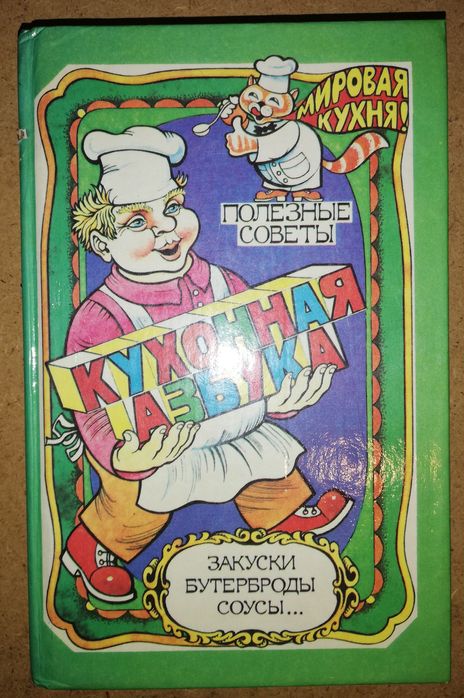 МИРОВАЯ
КУХНЯ!
ПОЛЕЗНЫЕ
СОВЕТЫ
КУХОННАЯ
АЗБУКА
ЗАКУСКИ
БУТЕРБРОДЫ
СОУСЫ...